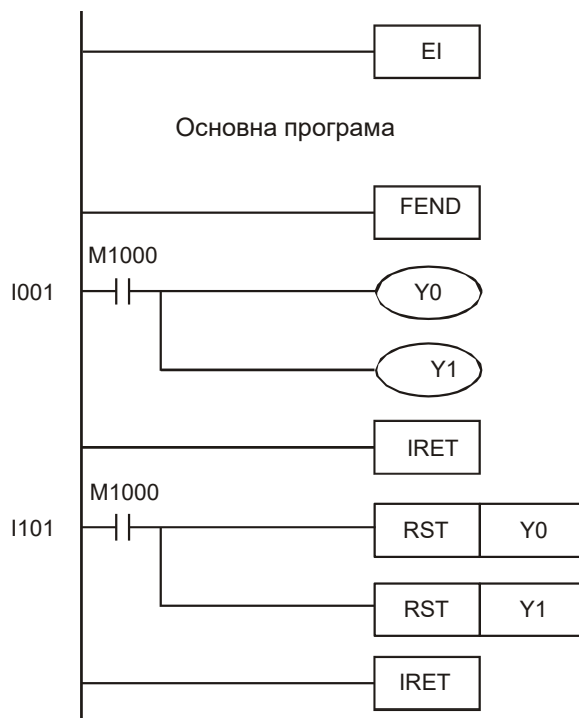 EI
Основна програма
FEND
M1000
I001
Y0
Y1
IRET
M1000
I101
RST Y0
RST Y1
IRET